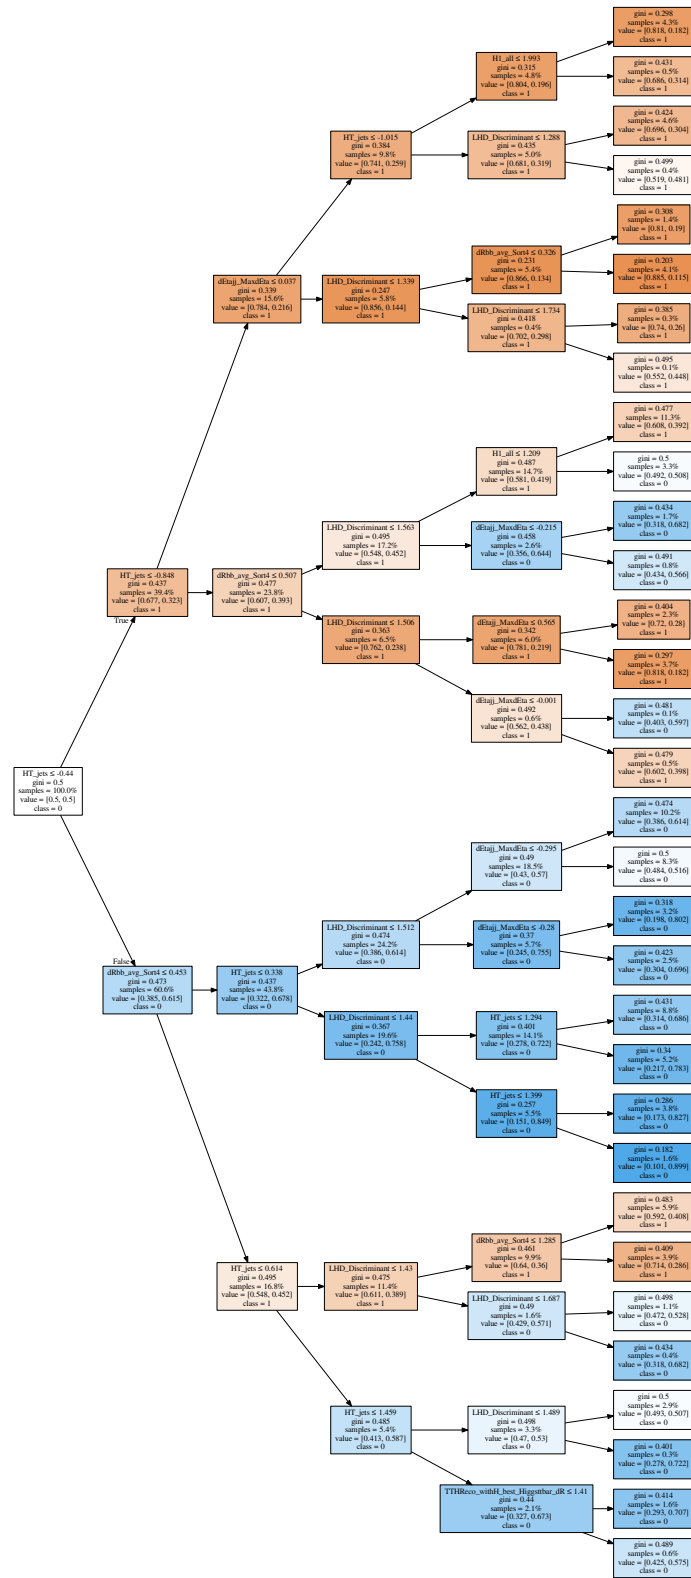 gini = 0.298
samples = 4.3%
value = [0.818, 0.182]
class = 1
H1_all ≤ 1.993
gini = 0.315
samples = 4.8%
value = [0.804, 0.196]
class = 1
gini = 0.431
samples = 0.5%
value = [0.686, 0.314]
class = 1
HT_jets ≤ -1.015
gini = 0.384
samples = 9.8%
value = [0.741, 0.259]
class = 1
gini = 0.424
samples = 4.6%
value = [0.696, 0.304]
class = 1
LHD_Discriminant ≤ 1.288
gini = 0.435
samples = 5.0%
value = [0.681, 0.319]
class = 1
gini = 0.499
samples = 0.4%
value = [0.519, 0.481]
class = 1
gini = 0.308
samples = 1.4%
value = [0.81, 0.19]
class = 1
dRbb_avg_Sort4 ≤ 0.326
gini = 0.231
samples = 5.4%
value = [0.866, 0.134]
class = 1
gini = 0.203
samples = 4.1%
value = [0.885, 0.115]
class = 1
dEtajj_MaxdEta ≤ 0.037
gini = 0.339
samples = 15.6%
value = [0.784, 0.216]
class = 1
LHD_Discriminant ≤ 1.339
gini = 0.247
samples = 5.8%
value = [0.856, 0.144]
class = 1
LHD_Discriminant ≤ 1.734
gini = 0.418
samples = 0.4%
value = [0.702, 0.298]
class = 1
gini = 0.385
samples = 0.3%
value = [0.74, 0.26]
class = 1
gini = 0.495
samples = 0.1%
value = [0.552, 0.448]
class = 1
gini = 0.477
samples = 11.3%
value = [0.608, 0.392]
class = 1
H1_all ≤ 1.209
gini = 0.487
samples = 14.7%
value = [0.581, 0.419]
class = 1
gini = 0.5
samples = 3.3%
value = [0.492, 0.508]
class = 0
LHD_Discriminant ≤ 1.563
gini = 0.495
samples = 17.2%
value = [0.548, 0.452]
class = 1
dEtajj_MaxdEta ≤ -0.215
gini = 0.458
samples = 2.6%
value = [0.356, 0.644]
class = 0
gini = 0.434
samples = 1.7%
value = [0.318, 0.682]
class = 0
gini = 0.491
samples = 0.8%
value = [0.434, 0.566]
class = 0
HT_jets ≤ -0.848
gini = 0.437
samples = 39.4%
value = [0.677, 0.323]
class = 1
True
dRbb_avg_Sort4 ≤ 0.507
gini = 0.477
samples = 23.8%
value = [0.607, 0.393]
class = 1
LHD_Discriminant ≤ 1.506
gini = 0.363
samples = 6.5%
value = [0.762, 0.238]
class = 1
dEtajj_MaxdEta ≤ 0.565
gini = 0.342
samples = 6.0%
value = [0.781, 0.219]
class = 1
gini = 0.404
samples = 2.3%
value = [0.72, 0.28]
class = 1
gini = 0.297
samples = 3.7%
value = [0.818, 0.182]
class = 1
dEtajj_MaxdEta ≤ -0.001
gini = 0.492
samples = 0.6%
value = [0.562, 0.438]
class = 1
gini = 0.481
samples = 0.1%
value = [0.403, 0.597]
class = 0
gini = 0.479
samples = 0.5%
value = [0.602, 0.398]
class = 1
HT_jets ≤ -0.44
gini = 0.5
samples = 100.0%
value = [0.5, 0.5]
class = 0
gini = 0.474
samples = 10.2%
value = [0.386, 0.614]
class = 0
dEtajj_MaxdEta ≤ -0.295
gini = 0.49
samples = 18.5%
value = [0.43, 0.57]
class = 0
gini = 0.5
samples = 8.3%
value = [0.484, 0.516]
class = 0
LHD_Discriminant ≤ 1.512
gini = 0.474
samples = 24.2%
value = [0.386, 0.614]
class = 0
dEtajj_MaxdEta ≤ -0.28
gini = 0.37
samples = 5.7%
value = [0.245, 0.755]
class = 0
gini = 0.318
samples = 3.2%
value = [0.198, 0.802]
class = 0
gini = 0.423
samples = 2.5%
value = [0.304, 0.696]
class = 0
False
dRbb_avg_Sort4 ≤ 0.453
gini = 0.473
samples = 60.6%
value = [0.385, 0.615]
class = 0
HT_jets ≤ 0.338
gini = 0.437
samples = 43.8%
value = [0.322, 0.678]
class = 0
LHD_Discriminant ≤ 1.44
gini = 0.367
samples = 19.6%
value = [0.242, 0.758]
class = 0
HT_jets ≤ 1.294
gini = 0.401
samples = 14.1%
value = [0.278, 0.722]
class = 0
gini = 0.431
samples = 8.8%
value = [0.314, 0.686]
class = 0
gini = 0.34
samples = 5.2%
value = [0.217, 0.783]
class = 0
HT_jets ≤ 1.399
gini = 0.257
samples = 5.5%
value = [0.151, 0.849]
class = 0
gini = 0.286
samples = 3.8%
value = [0.173, 0.827]
class = 0
gini = 0.182
samples = 1.6%
value = [0.101, 0.899]
class = 0
gini = 0.483
samples = 5.9%
value = [0.592, 0.408]
class = 1
dRbb_avg_Sort4 ≤ 1.285
gini = 0.461
samples = 9.9%
value = [0.64, 0.36]
class = 1
gini = 0.409
samples = 3.9%
value = [0.714, 0.286]
class = 1
HT_jets ≤ 0.614
gini = 0.495
samples = 16.8%
value = [0.548, 0.452]
class = 1
LHD_Discriminant ≤ 1.43
gini = 0.475
samples = 11.4%
value = [0.611, 0.389]
class = 1
LHD_Discriminant ≤ 1.687
gini = 0.49
samples = 1.6%
value = [0.429, 0.571]
class = 0
gini = 0.498
samples = 1.1%
value = [0.472, 0.528]
class = 0
gini = 0.434
samples = 0.4%
value = [0.318, 0.682]
class = 0
HT_jets ≤ 1.459
gini = 0.485
samples = 5.4%
value = [0.413, 0.587]
class = 0
LHD_Discriminant ≤ 1.489
gini = 0.498
samples = 3.3%
value = [0.47, 0.53]
class = 0
gini = 0.5
samples = 2.9%
value = [0.493, 0.507]
class = 0
gini = 0.401
samples = 0.3%
value = [0.278, 0.722]
class = 0
TTHReco_withH_best_Higgsttbar_dR ≤ 1.41
gini = 0.44
samples = 2.1%
value = [0.327, 0.673]
class = 0
gini = 0.414
samples = 1.6%
value = [0.293, 0.707]
class = 0
gini = 0.489
samples = 0.6%
value = [0.425, 0.575]
class = 0